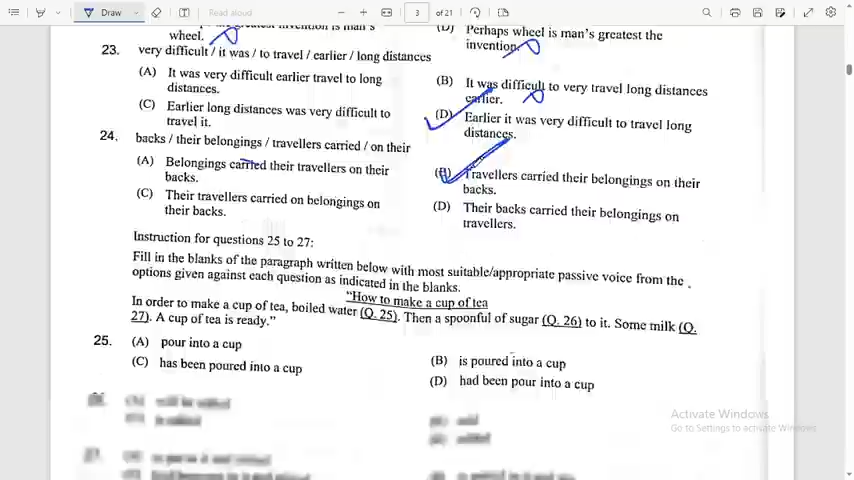 Draw
Read aloud
3 of 21
wheel.
(D) Perhaps wheel is man's greatest the
invention.
23. very difficult / it was / to travel / earlier / long distances
(A) It was very difficult earlier travel to long
distances.
(B) It was difficult to very travel long distances
earlier.
(C) Earlier long distances was very difficult to
travel it.
(D) Earlier it was very difficult to travel long
distances.
24. backs / their belongings / travellers carried / on their
(A) Belongings carried their travellers on their
backs.
(B) Travellers carried their belongings on their
backs.
(C) Their travellers carried on belongings on
their backs.
(D) Their backs carried their belongings on
travellers.
Instruction for questions 25 to 27:
Fill in the blanks of the paragraph written below with most suitable/appropriate passive voice from the
options given against each question as indicated in the blanks.
"How to make a cup of tea
In order to make a cup of tea, boiled water (Q. 25). Then a spoonful of sugar (Q. 26) to it. Some milk (Q.
27). A cup of tea is ready."
25. (A) pour into a cup
(B) is poured into a cup
(C) has been poured into a cup
(D) had been pour into a cup
Activate Windows
Go to Settings to activate Windows.